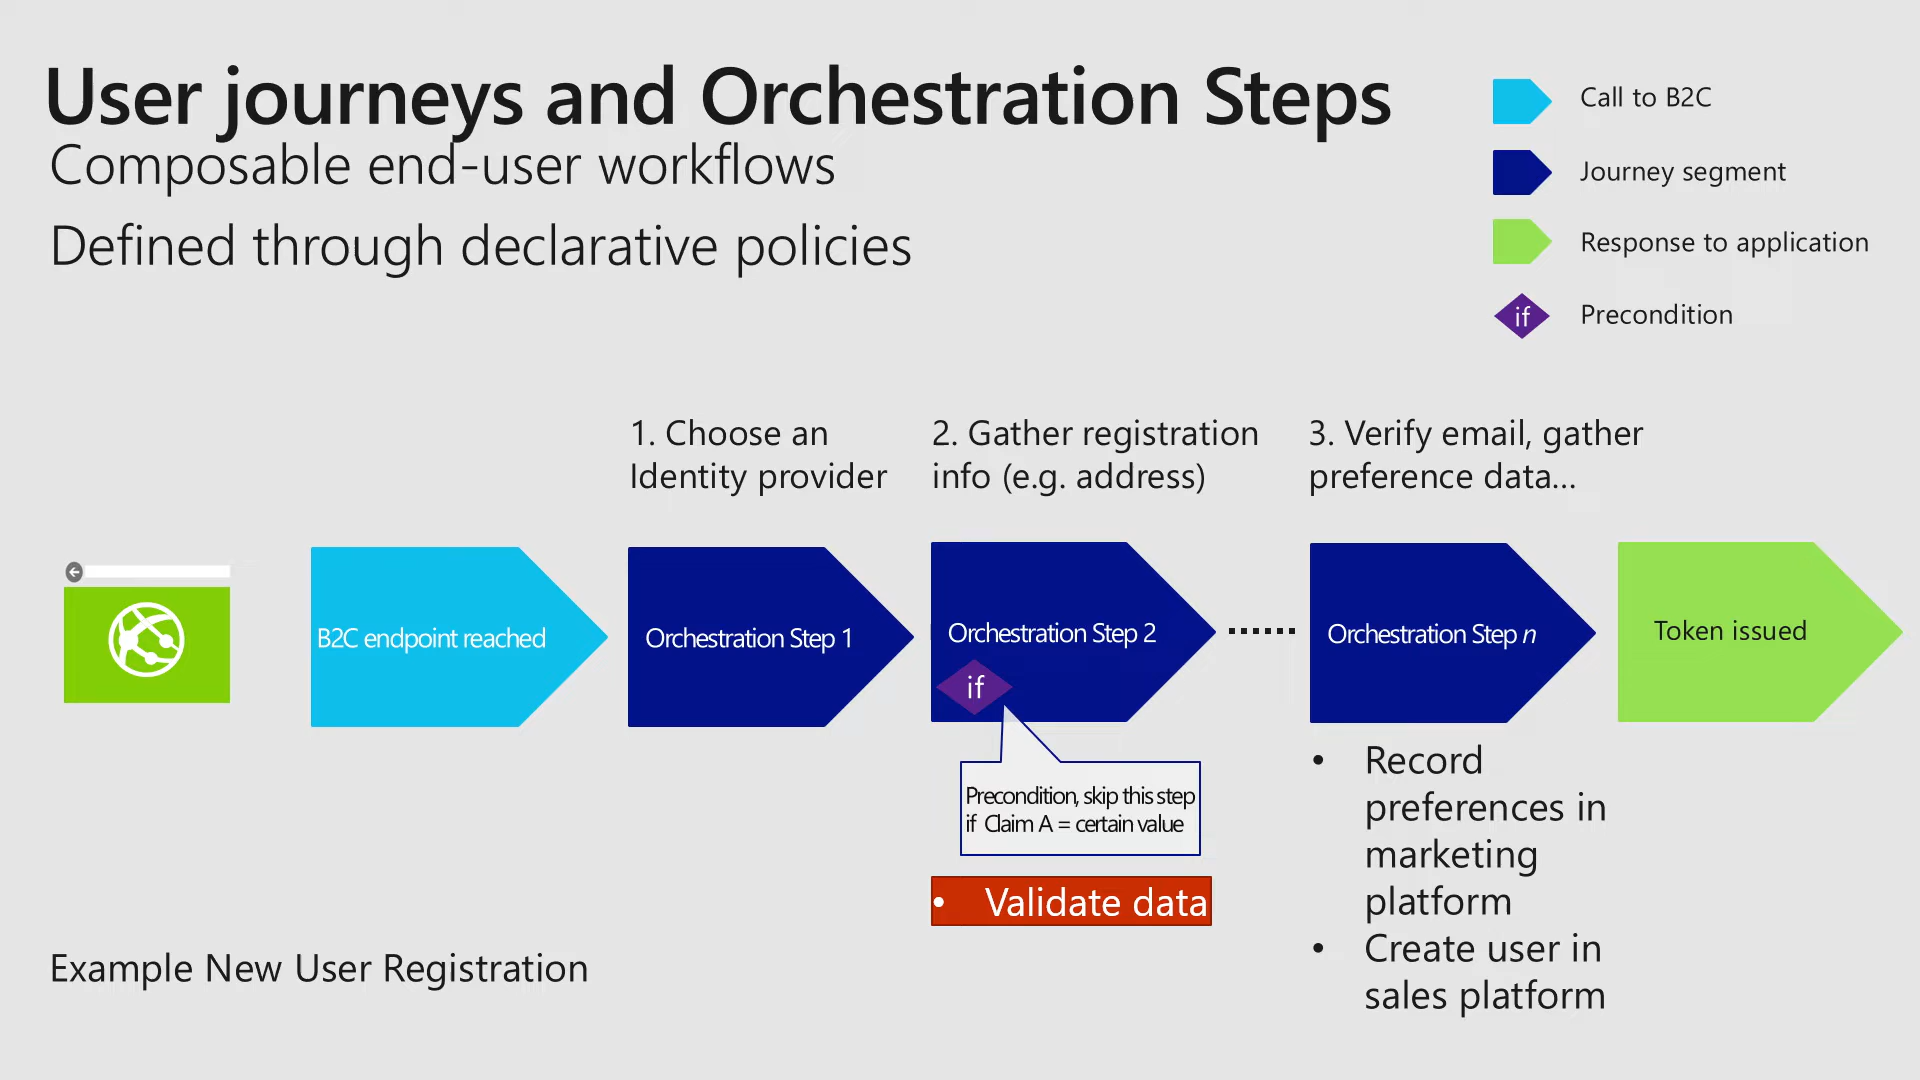 User journeys and Orchestration Steps
Composable end-user workflows
Defined through declarative policies
Call to B2C
Journey segment
Response to application
if
Precondition
1. Choose an
Identity provider
2. Gather registration
info (e.g. address)
3. Verify email, gather
preference data...
B2C endpoint reached
Orchestration Step 1
Orchestration Step 2
if
Orchestration Step n
Token issued
Precondition, skip this step
if Claim A = certain value
• Validate data
• Record
preferences in
marketing
platform
• Create user in
sales platform
Example New User Registration